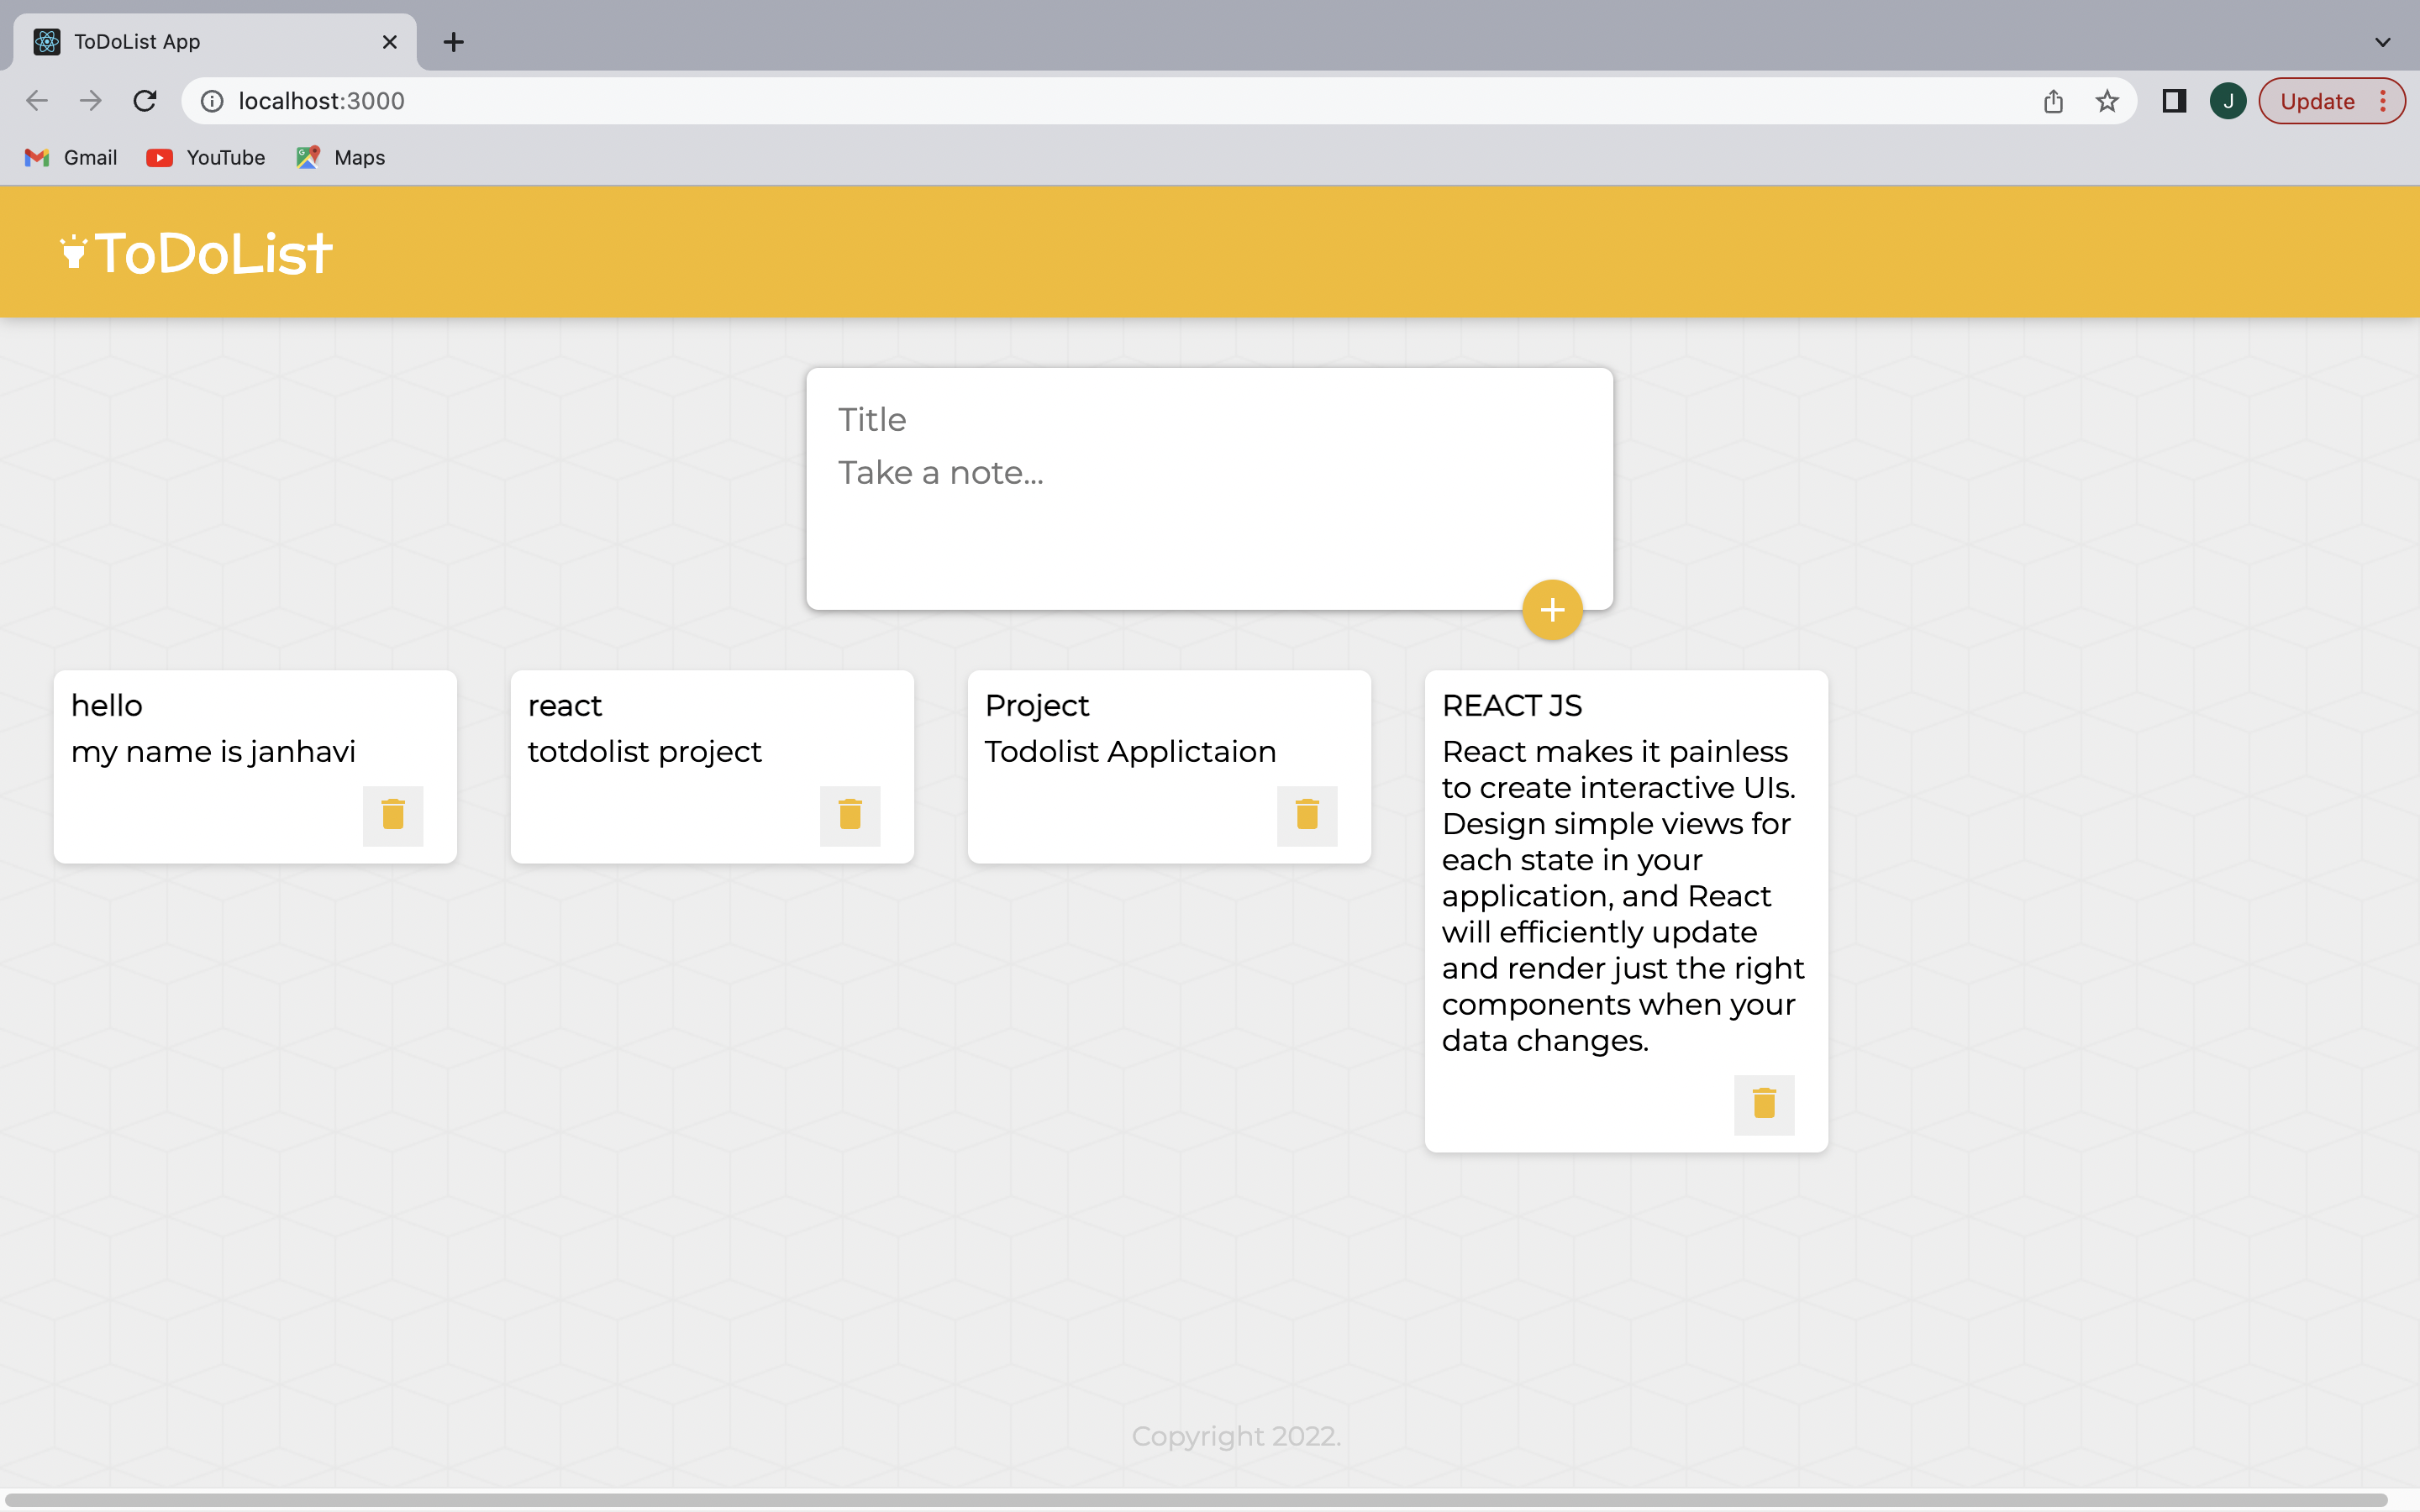 ToDoList App
localhost:3000
J
Update
Gmail
YouTube
Maps
ToDoList
Title
Take a note...
hello
my name is janhavi
react
totdolist project
Project
Todolist Applictaion
REACT JS
React makes it painless
to create interactive UIs.
Design simple views for
each state in your
application, and React
will efficiently update
and render just the right
components when your
data changes.
Copyright 2022.